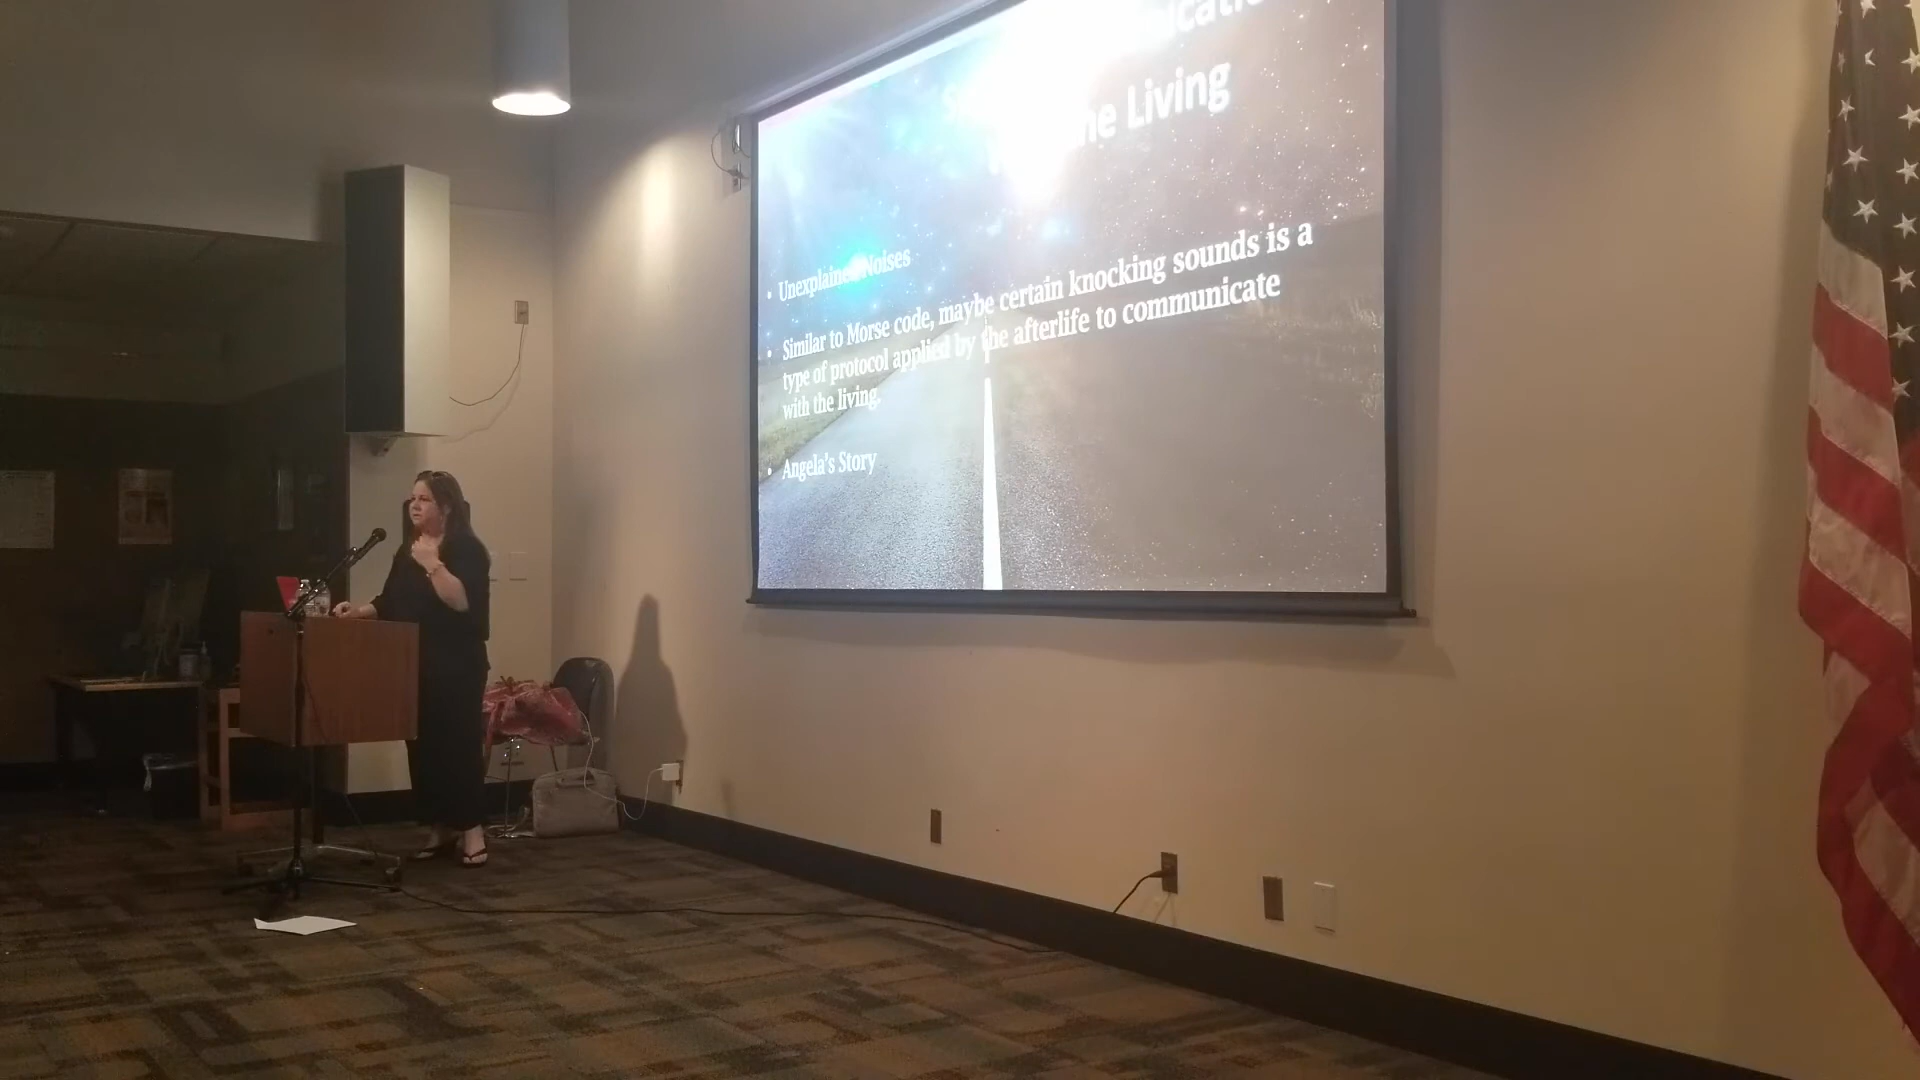 he Living
• Unexplained Noises
• Similar to Morse code, maybe certain knocking sounds is a
type of protocol applied by the afterlife to communicate
with the living.
• Angela's Story